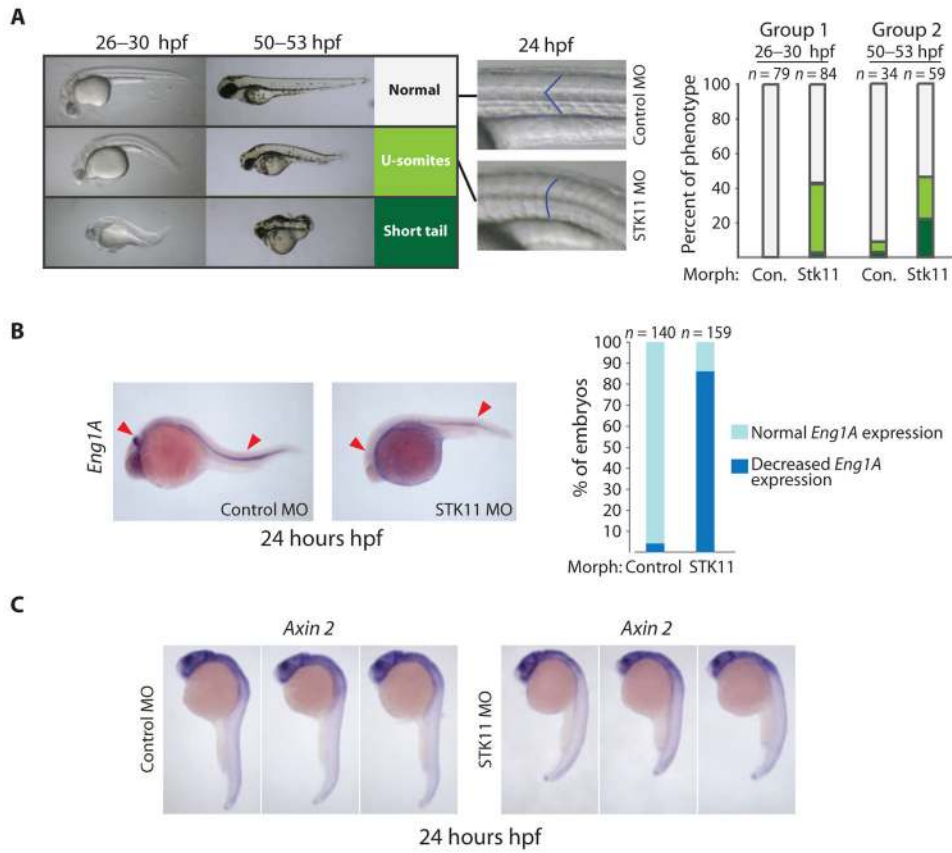 A
26–30 hpf
50–53 hpf
Normal
U-somites
Short tail
24 hpf
Control MO
STK11 MO
Group 1
26–30 hpf
n = 79
n = 84
Group 2
50–53 hpf
n = 34
n = 59
Percent of phenotype
100
80
60
40
20
Morph:
Con.
Stk11
Con.
Stk11
B
Eng1A
Control MO
STK11 MO
24 hours hpf
n = 140
n = 159
% of embryos
100
90
80
70
60
50
40
30
20
10
Morph:
Control
STK11
Normal Eng1A expression
Decreased Eng1A
expression
C
Axin 2
Axin 2
Control MO
STK11 MO
24 hours hpf